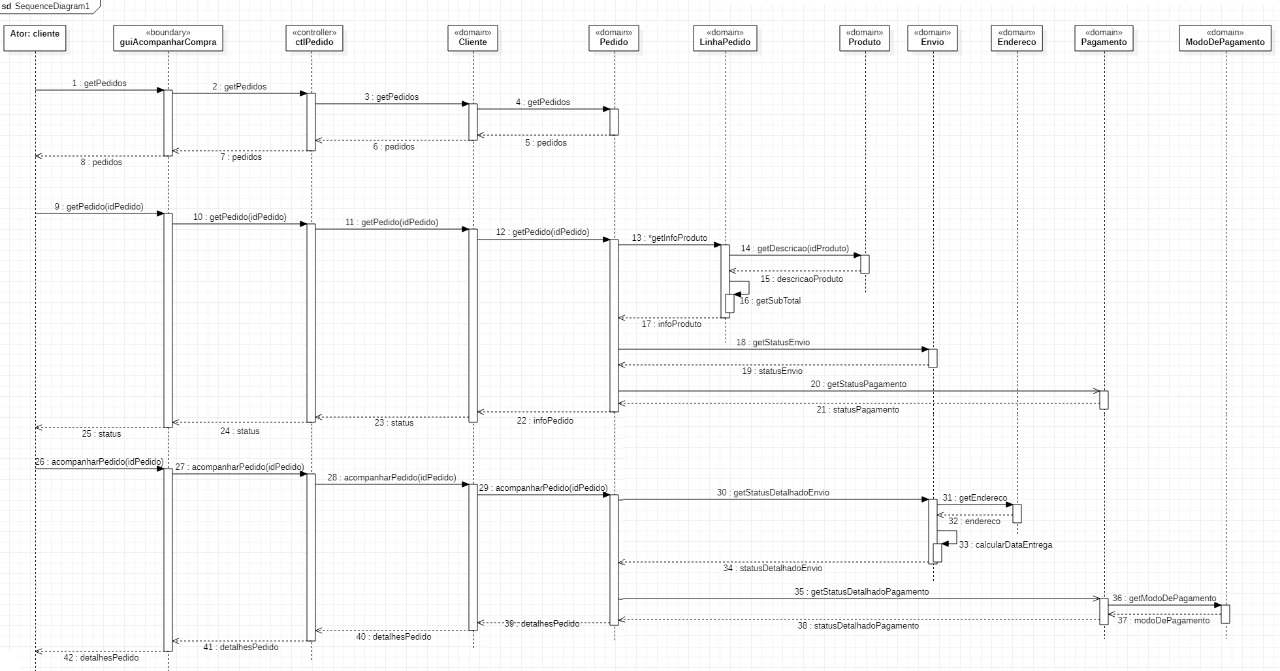 sd SequenceDiagram1
Ator: cliente
«boundary»
guiAcompanharCompra
«controller»
ctlPedido
«domain»
Cliente
«domain»
Pedido
«domain»
LinhaPedido
«domain»
Produto
«domain»
Envio
«domain»
Endereco
«domain»
Pagamento
«domain»
ModoDePagamento
1 : getPedidos
2 : getPedidos
3 : getPedidos
4 : getPedidos
5 : pedidos
6 : pedidos
7 : pedidos
8 : pedidos
9 : getPedido(idPedido)
10 : getPedido(idPedido)
11 : getPedido(idPedido)
12 : getPedido(idPedido)
13 : *getInfoProduto
14 : getDescricao(idProduto)
15 : descricaoProduto
16 : getSubTotal
17 : infoProduto
18 : getStatusEnvio
19 : statusEnvio
20 : getStatusPagamento
21 : statusPagamento
22 : infoPedido
23 : status
24 : status
25 : status
26 : acompanharPedido(idPedido)
27 : acompanharPedido(idPedido)
28 : acompanharPedido(idPedido)
29 : acompanharPedido(idPedido)
30 : getStatusDetalhadoEnvio
31 : getEndereco
32 : endereco
33 : calcularDataEntrega
34 : statusDetalhadoEnvio
35 : getStatusDetalhadoPagamento
36 : getModoDePagamento
37 : modoDePagamento
38 : statusDetalhadoPagamento
39 : detalhesPedido
40 : detalhesPedido
41 : detalhesPedido
42 : detalhesPedido